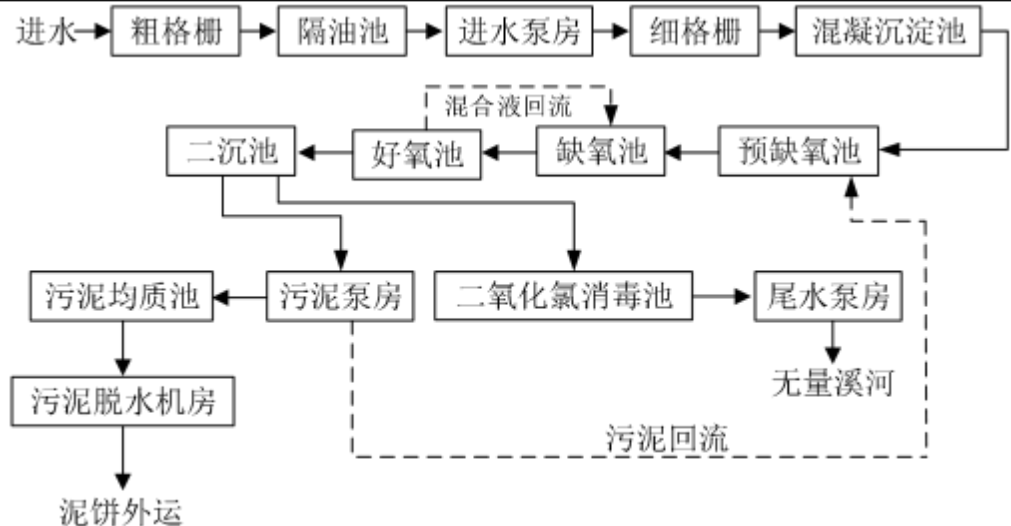 进水 粗格栅 隔油池 进水泵房 细格栅 混凝沉淀池
混合液回流
二沉池 好氧池 缺氧池 预缺氧池
污泥均质池 污泥泵房 二氧化氯消毒池 尾水泵房
无量溪河
污泥脱水机房
污泥回流
泥饼外运